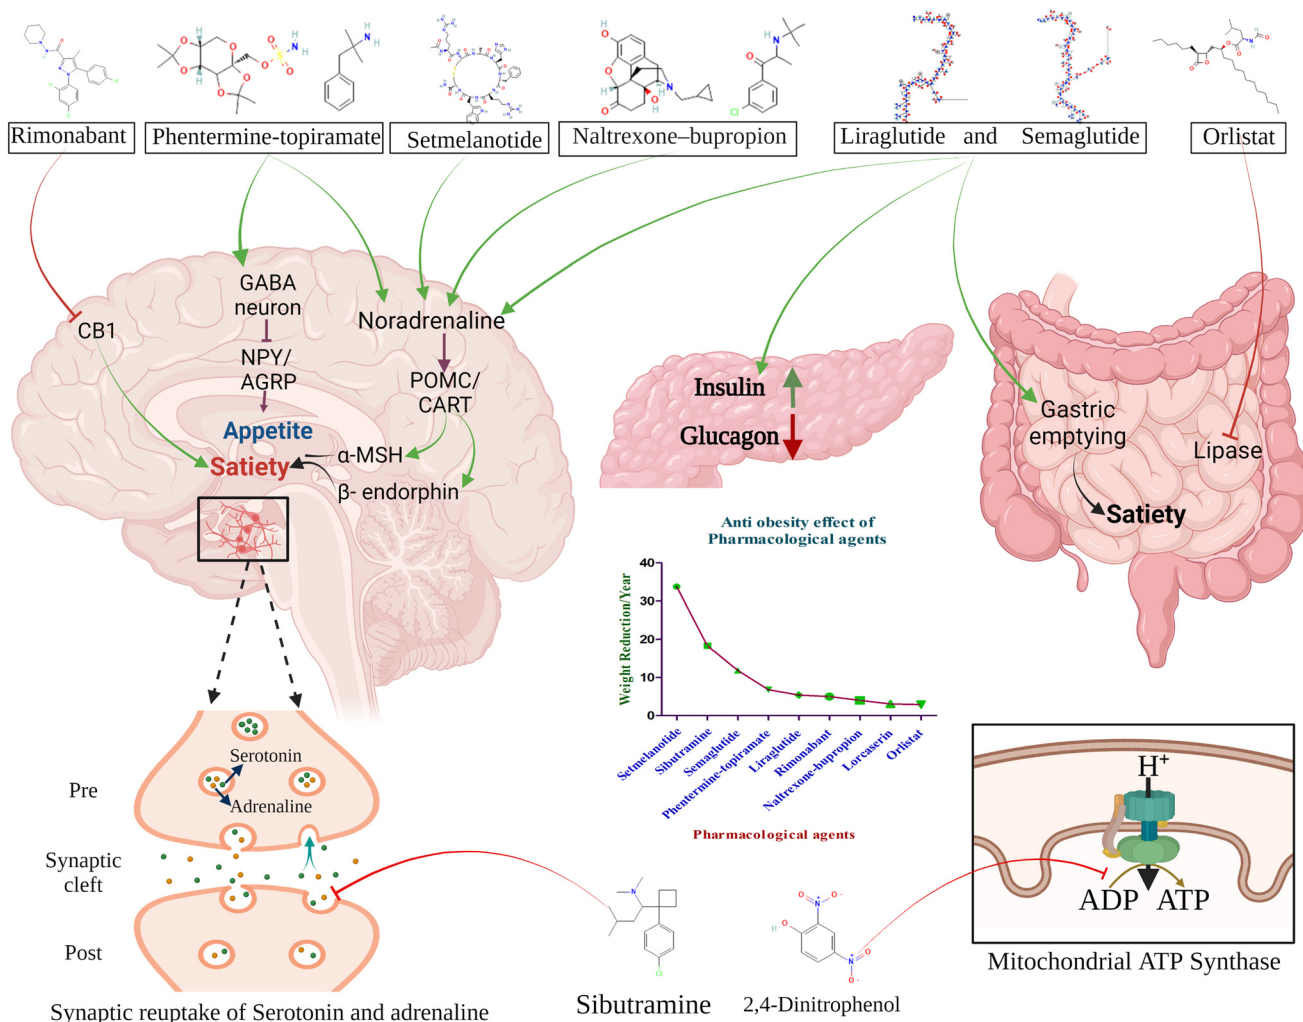 Rimonabant
Phentermine-topiramate
Setmelanotide
Naltrexone–bupropion
Liraglutide and Semaglutide
Orlistat
CB1
GABA
neuron
NPY/
AGRP
Appetite
Satiety
Noradrenaline
POMC/
CART
α-MSH
β- endorphin
Insulin
Glucagon
Gastric
emptying
Satiety
Lipase
Anti obesity effect of
Pharmacological agents
Weight Reduction/Year
40
30
20
10
0
Setmelanotide
Sibutramine
Semaglutide
Phentermine-topiramate
Liraglutide
Rimonabant
Naltrexone-bupropion
Lorcaserin
Orlistat
Pharmacological agents
Pre
Serotonin
Adrenaline
Synaptic
cleft
Post
Synaptic reuptake of Serotonin and adrenaline
Sibutramine
2,4-Dinitrophenol
H+
ADP
ATP
Mitochondrial ATP Synthase